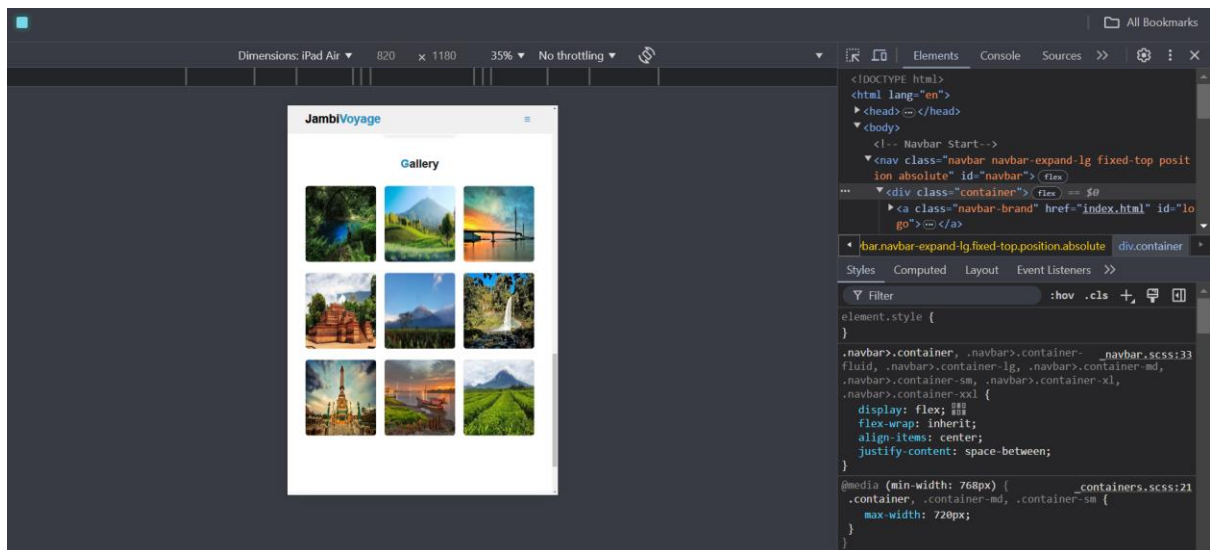 All Bookmarks
Dimensions: iPad Air ▼ 820 × 1180 35% ▼ No throttling ▼
Elements Console Sources
JambiVoyage
Gallery
<!DOCTYPE html>
<html lang="en">
<head> </head>
<body>
<!-- Navbar Start-->
<nav class="navbar navbar-expand-lg fixed-top posit
ion absolute" id="navbar"> flex
<div class="container"> flex == $0
<a class="navbar-brand" href="index.html" id="lo
go"> </a>
bar.navbar-expand-lg.fixed-top.position.absolute div.container
Styles Computed Layout Event Listeners
Filter :hov .cls
element.style {
}
.navbar>.container, .navbar>.container- _navbar.scss:33
fluid, .navbar>.container-lg, .navbar>.container-md,
.navbar>.container-sm, .navbar>.container-xl,
.navbar>.container-xxl {
display: flex;
flex-wrap: inherit;
align-items: center;
justify-content: space-between;
}
@media (min-width: 768px) { _containers.scss:21
.container, .container-md, .container-sm {
max-width: 720px;
}
}